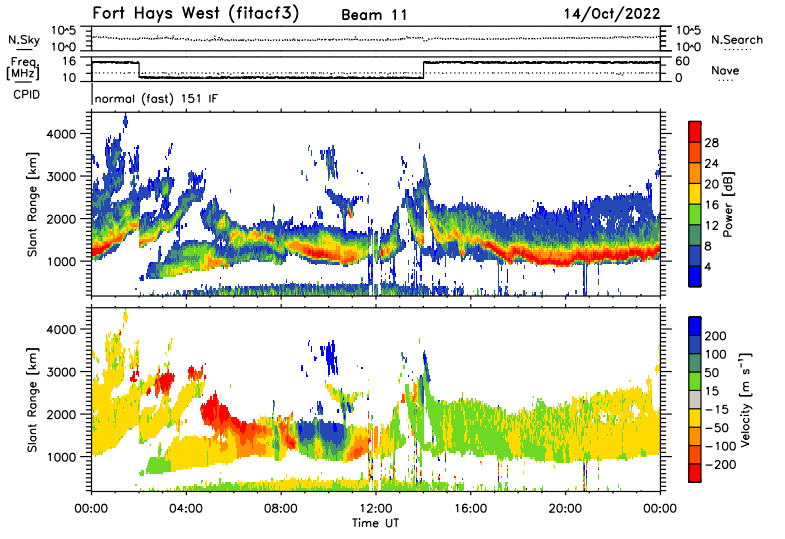 Fort Hays West (fitacf3) Beam 11 14/Oct/2022
N.Sky 10^5 10^0 10^5 10^0 N.Search
Freq. [MHz] 16 10 60 0 Nave
CPID normal (fast) 151 IF
Slant Range [km] 4000 3000 2000 1000
28 24 20 16 12 8 4 Power [dB]
Slant Range [km] 4000 3000 2000 1000
200 100 50 15 −15 −50 −100 −200 Velocity [m s⁻¹]
00:00 04:00 08:00 12:00 16:00 20:00 00:00
Time UT